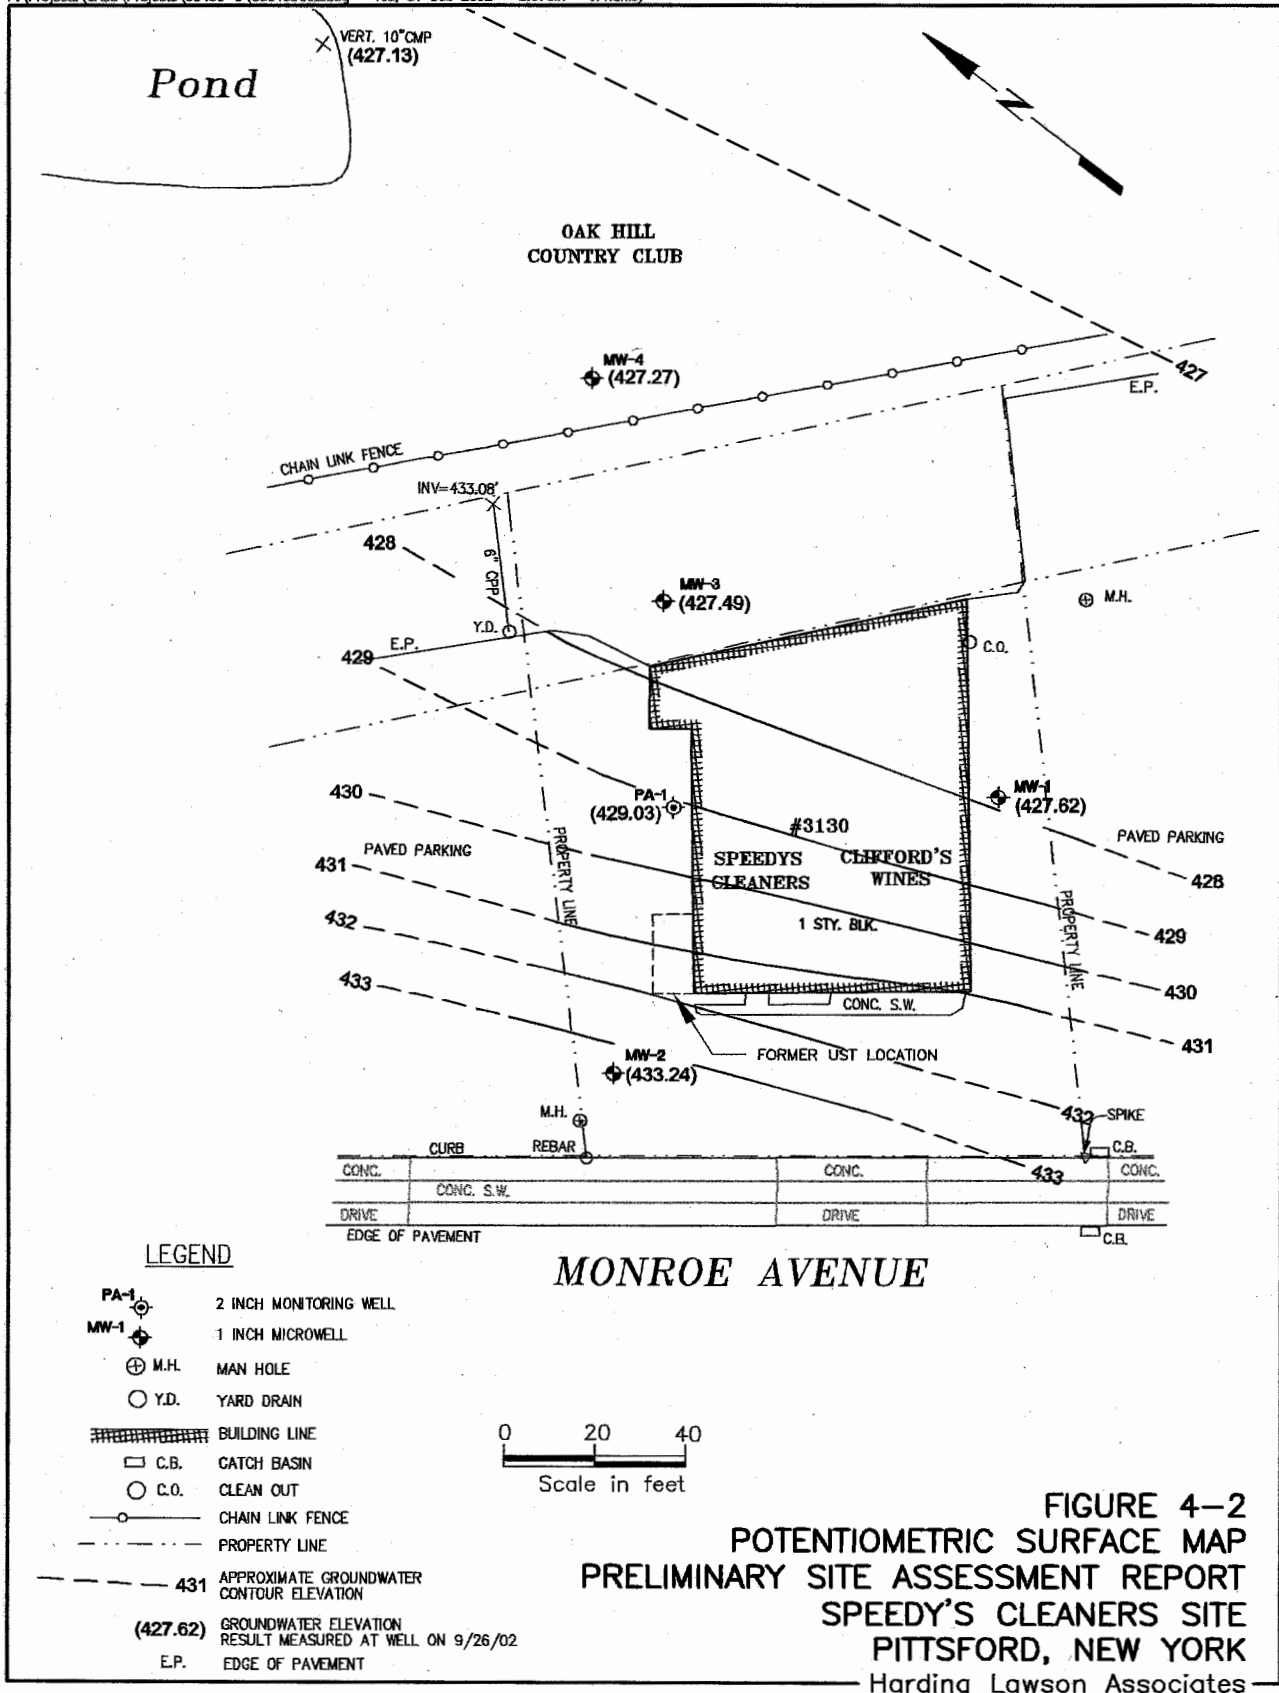 VERT. 10"CMP
(427.13)
Pond
N
OAK HILL
COUNTRY CLUB
MW-4
(427.27)
427
E.P.
CHAIN LINK FENCE
INV=433.08'
428
6" CPP
MW-3
(427.49)
M.H.
Y.D.
E.P.
C.O.
429
430
PA-1
(429.03)
MW-1
(427.62)
#3130
PAVED PARKING
PROPERTY LINE
PAVED PARKING
SPEEDYS
CLEANERS
CLIFFORD'S
WINES
431
428
432
1 STY. BLK.
PROPERTY LINE
429
433
430
CONC. S.W.
431
MW-2
(433.24)
FORMER UST LOCATION
M.H.
432
SPIKE
CURB
REBAR
C.B.
CONC.
CONC.
433
CONC.
CONC. S.W.
DRIVE
DRIVE
DRIVE
EDGE OF PAVEMENT
C.B.
MONROE AVENUE
LEGEND
PA-1
2 INCH MONITORING WELL
MW-1
1 INCH MICROWELL
M.H.
MAN HOLE
Y.D.
YARD DRAIN
BUILDING LINE
C.B.
CATCH BASIN
C.O.
CLEAN OUT
CHAIN LINK FENCE
PROPERTY LINE
431
APPROXIMATE GROUNDWATER
CONTOUR ELEVATION
(427.62)
GROUNDWATER ELEVATION
RESULT MEASURED AT WELL ON 9/26/02
E.P.
EDGE OF PAVEMENT
0 20 40
Scale in feet
FIGURE 4-2
POTENTIOMETRIC SURFACE MAP
PRELIMINARY SITE ASSESSMENT REPORT
SPEEDY'S CLEANERS SITE
PITTSFORD, NEW YORK
Harding Lawson Associates